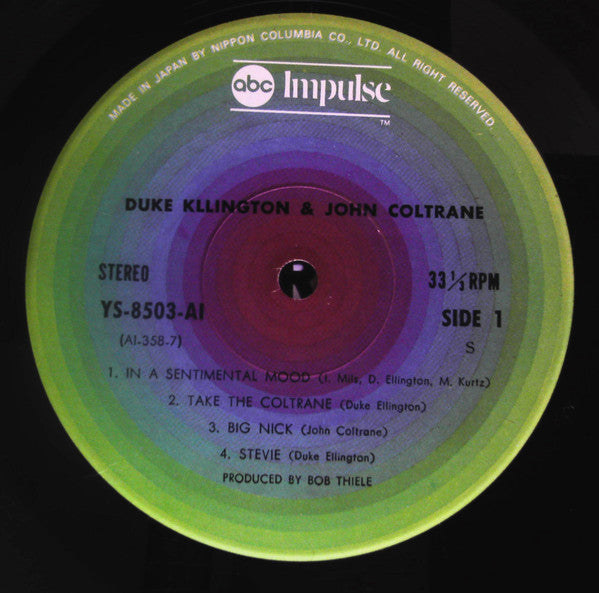 MADE IN JAPAN BY NIPPON COLUMBIA CO., LTD. ALL RIGHT RESERVED.
abc Impulse
TM
DUKE KLLINGTON & JOHN COLTRANE
STEREO
33 1/3 RPM
YS-8503-AI
SIDE 1
(AI-358-7)
S
1. IN A SENTIMENTAL MOOD (I. Mils, D. Ellington, M. Kurtz)
2. TAKE THE COLTRANE (Duke Ellington)
3. BIG NICK (John Coltrane)
4. STEVIE (Duke Ellington)
PRODUCED BY BOB THIELE